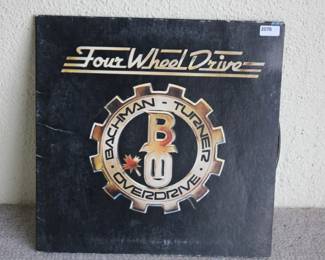 Four Wheel Drive
BACHMAN · TURNER
B
· OVERDRIVE ·